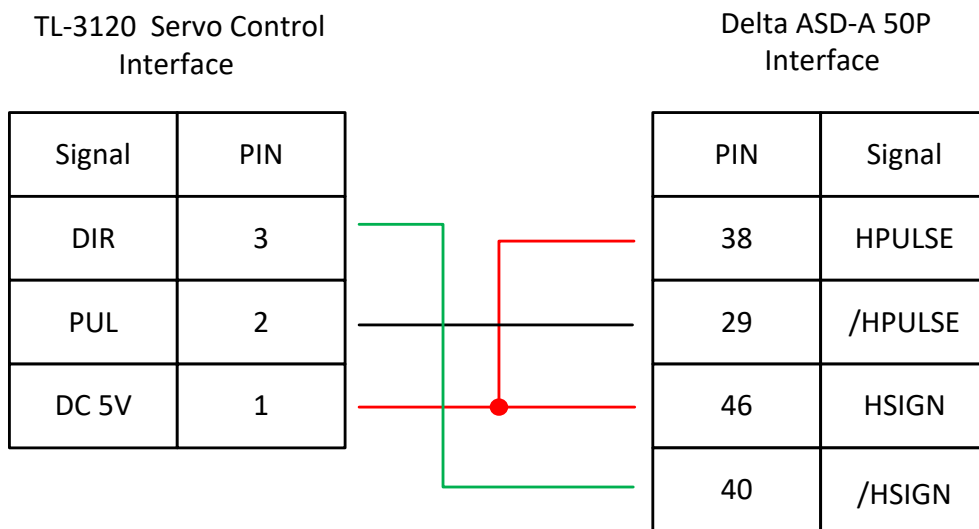 TL-3120 Servo Control
Interface
Delta ASD-A 50P
Interface
Signal PIN
DIR 3
PUL 2
DC 5V 1
PIN Signal
38 HPULSE
29 /HPULSE
46 HSIGN
40 /HSIGN